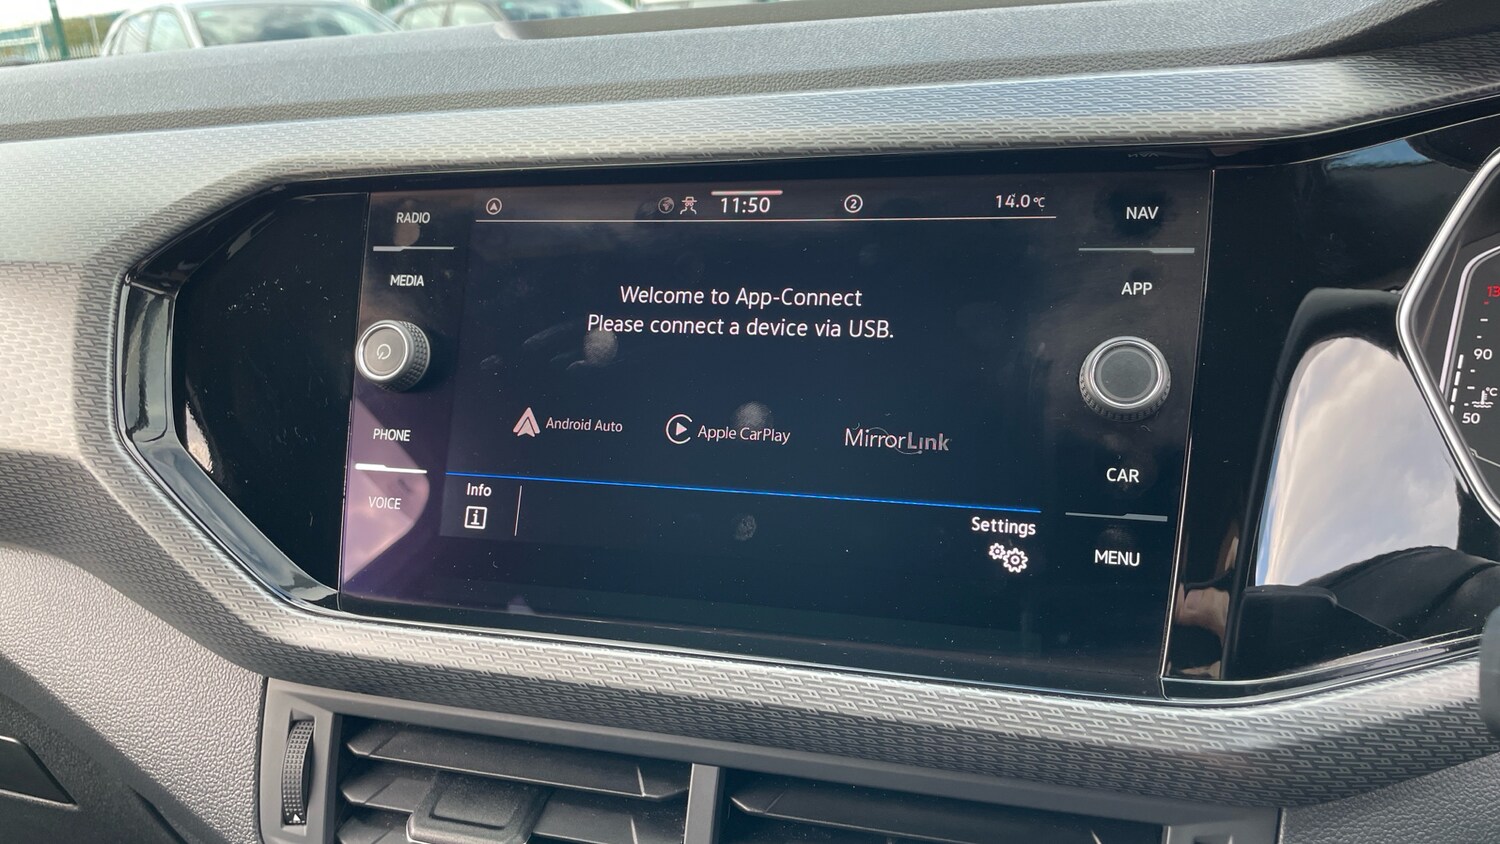 RADIO
MEDIA
PHONE
VOICE
11:50
2
14.0 °C
Welcome to App-Connect
Please connect a device via USB.
Android Auto
Apple CarPlay
MirrorLink
Info
i
Settings
NAV
APP
CAR
MENU
90
°C
50